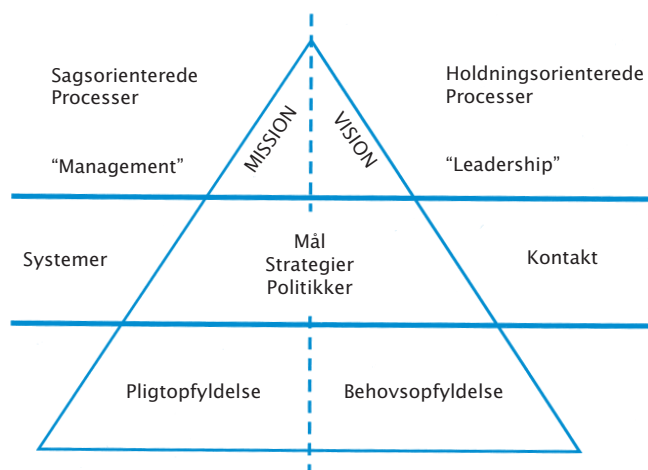 Sagsorienterede
Processer
Holdningsorienterede
Processer
MISSION
VISION
“Management”
“Leadership”
Systemer
Mål
Strategier
Politikker
Kontakt
Pligtopfyldelse
Behovsopfyldelse